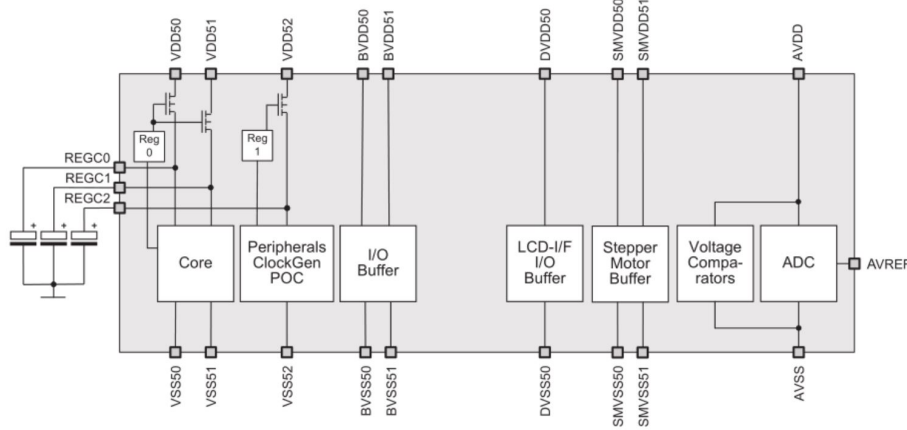 VDD50
VDD51
VDD52
BVDD50
BVDD51
DVDD50
SMVDD50
SMVDD51
AVDD
Reg
0
Reg
1
REGC0
REGC1
REGC2
+
+
+
Core
Peripherals
ClockGen
POC
I/O
Buffer
LCD-I/F
I/O
Buffer
Stepper
Motor
Buffer
Voltage
Compa-
rators
ADC
AVREF
VSS50
VSS51
VSS52
BVSS50
BVSS51
DVSS50
SMVSS50
SMVSS51
AVSS